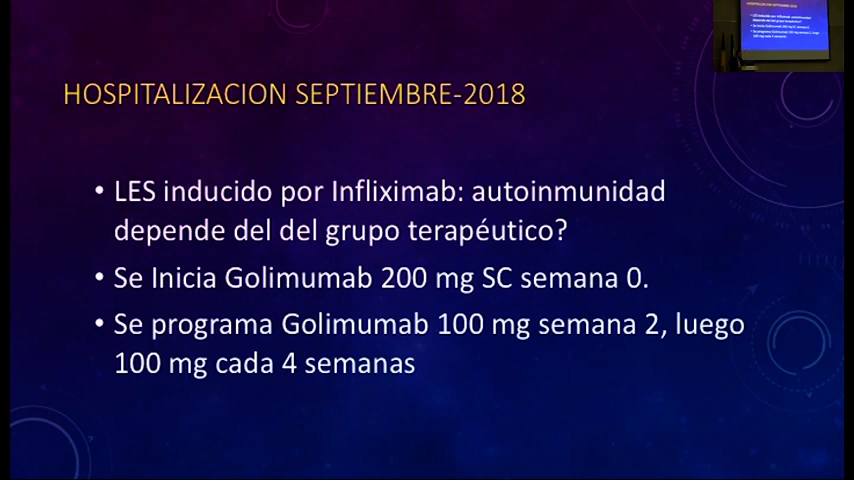 HOSPITALIZACION SEPTIEMBRE-2018
• LES inducido por Infliximab: autoinmunidad
depende del del grupo terapéutico?
• Se Inicia Golimumab 200 mg SC semana 0.
• Se programa Golimumab 100 mg semana 2, luego
100 mg cada 4 semanas